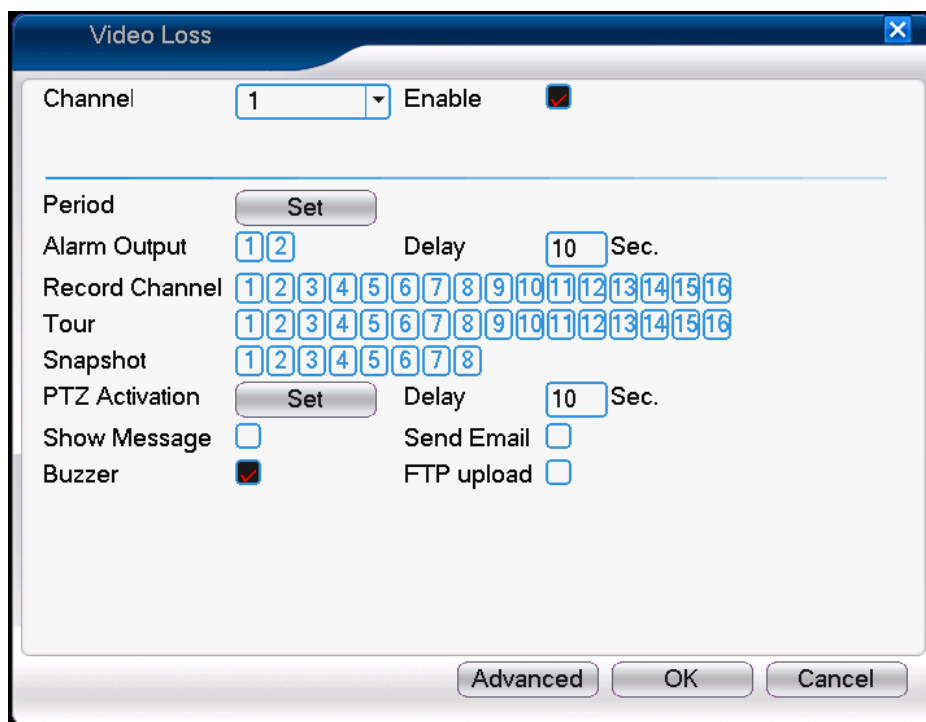 Video Loss
Channel 1 Enable
Period Set
Alarm Output 1 2 Delay 10 Sec.
Record Channel 1 2 3 4 5 6 7 8 9 10 11 12 13 14 15 16
Tour 1 2 3 4 5 6 7 8 9 10 11 12 13 14 15 16
Snapshot 1 2 3 4 5 6 7 8
PTZ Activation Set Delay 10 Sec.
Show Message Send Email
Buzzer FTP upload
Advanced OK Cancel